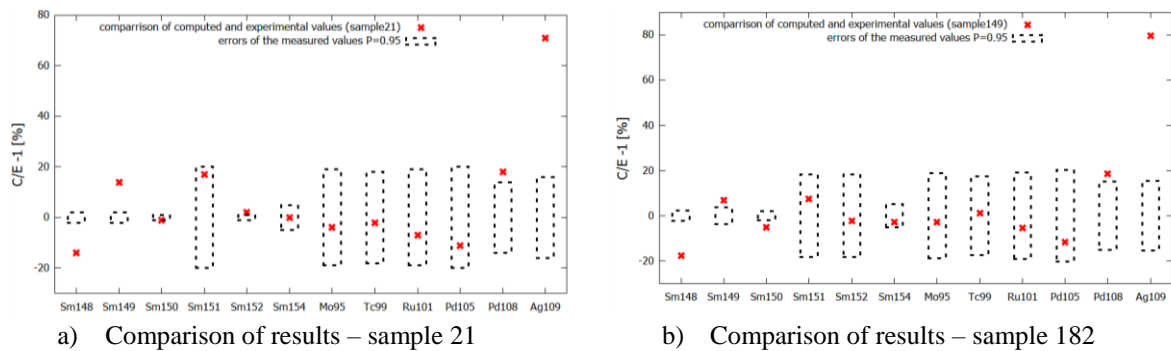 comparrison of computed and experimental values (sample21)
errors of the measured values P=0.95
C/E -1 [%]
80
60
40
20
0
-20
Sm148 Sm149 Sm150 Sm151 Sm152 Sm154 Mo95 Tc99 Ru101 Pd105 Pd108 Ag109
a) Comparison of results – sample 21
comparrison of computed and experimental values (sample149)
errors of the measured values P=0.95
C/E -1 [%]
80
60
40
20
0
-20
Sm148 Sm149 Sm150 Sm151 Sm152 Sm154 Mo95 Tc99 Ru101 Pd105 Pd108 Ag109
b) Comparison of results – sample 182